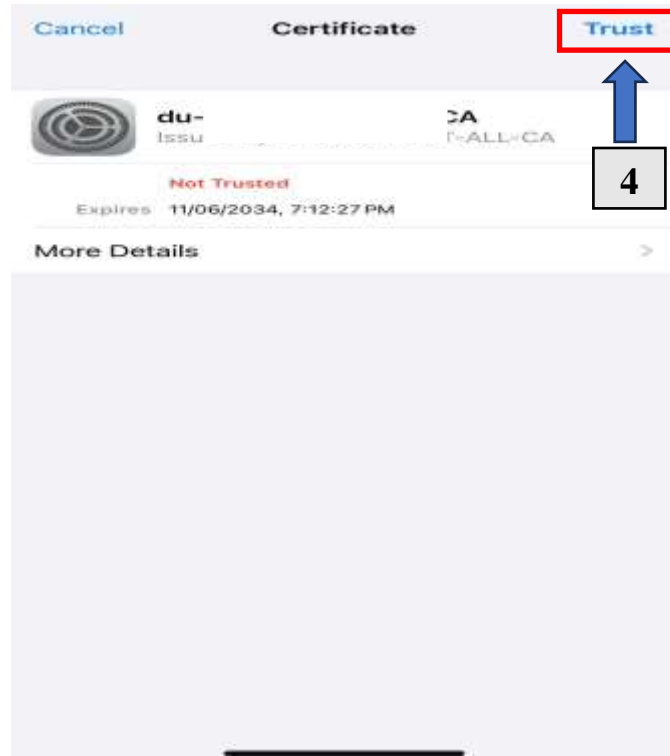 Cancel Certificate Trust
du- CA
Issu T-ALL-CA
Not Trusted
4
Expires 11/06/2034, 7:12:27 PM
More Details >